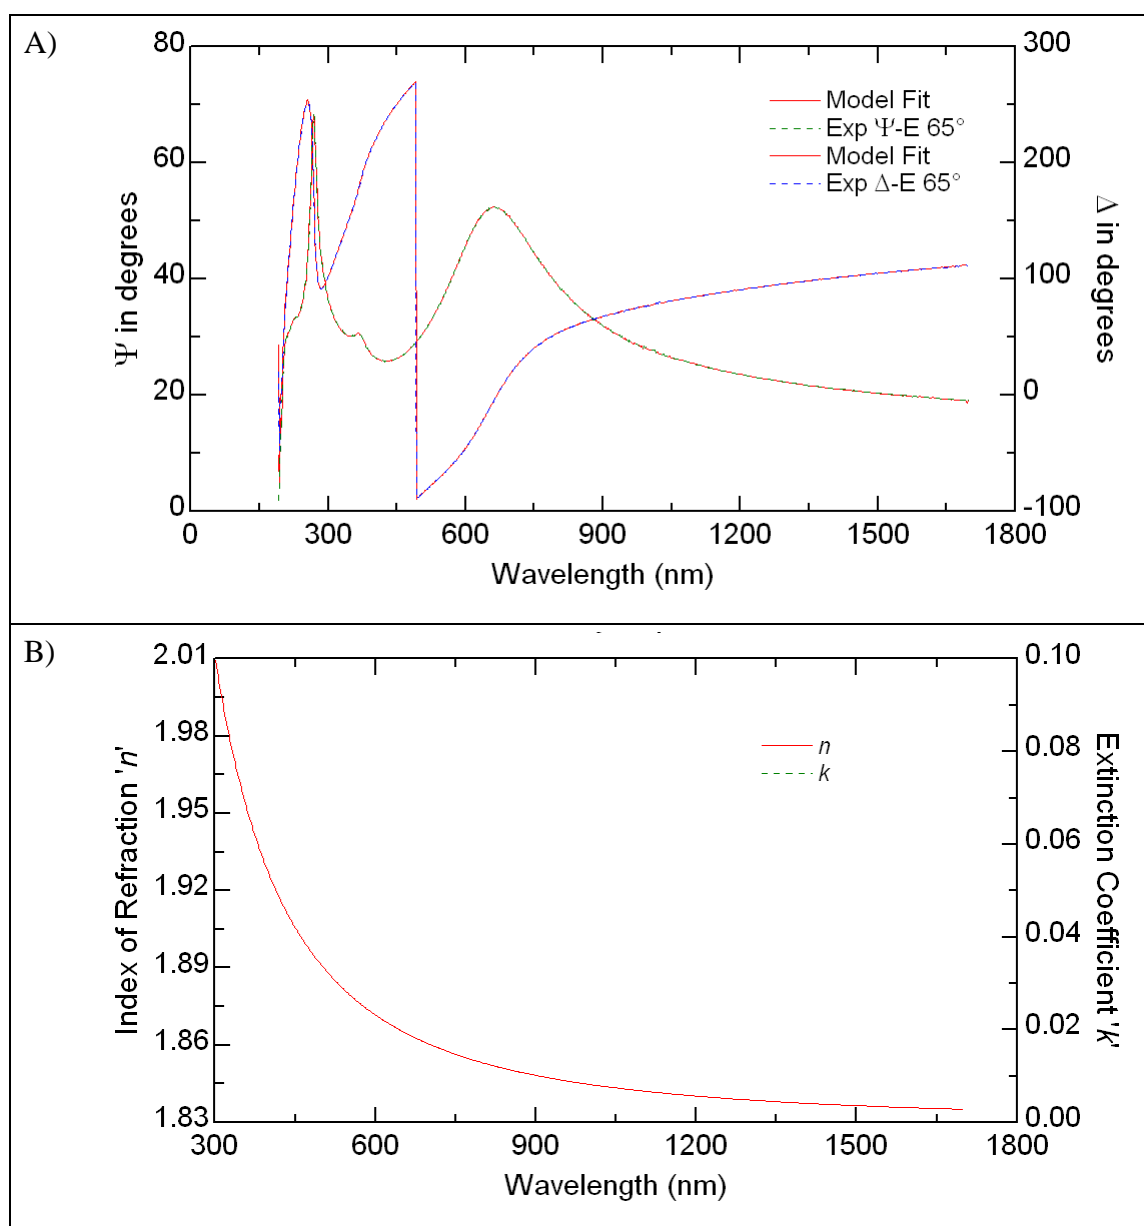 A)
80
60
40
20
0
Ψ in degrees
300
200
100
0
-100
Δ in degrees
Model Fit
Exp Ψ-E 65°
Model Fit
Exp Δ-E 65°
0 300 600 900 1200 1500 1800
Wavelength (nm)
B)
2.01
1.98
1.95
1.92
1.89
1.86
1.83
Index of Refraction 'n'
0.10
0.08
0.06
0.04
0.02
0.00
Extinction Coefficient 'k'
n
k
300 600 900 1200 1500 1800
Wavelength (nm)